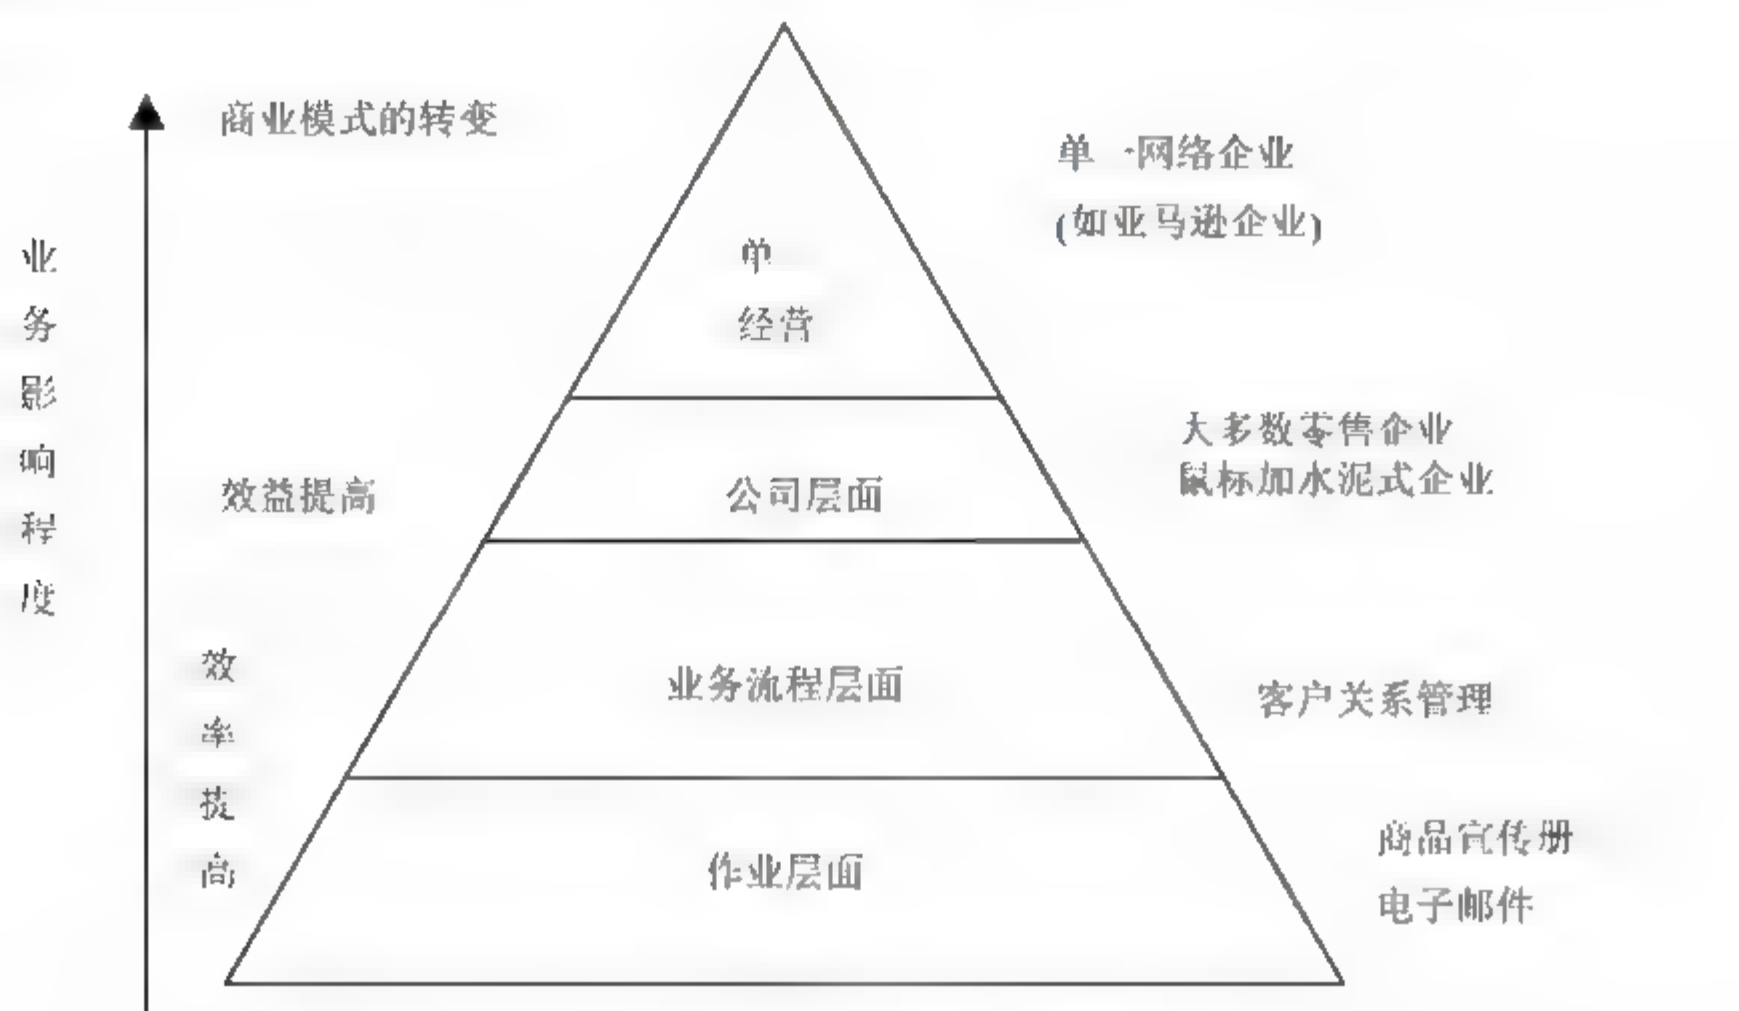 商业模式的转变
单一网络企业
(如亚马逊企业)
业务影响程度
单
经营
大多数零售企业
鼠标加水泥式企业
效益提高
公司层面
效率提高
业务流程层面
客户关系管理
作业层面
商品宣传册
电子邮件